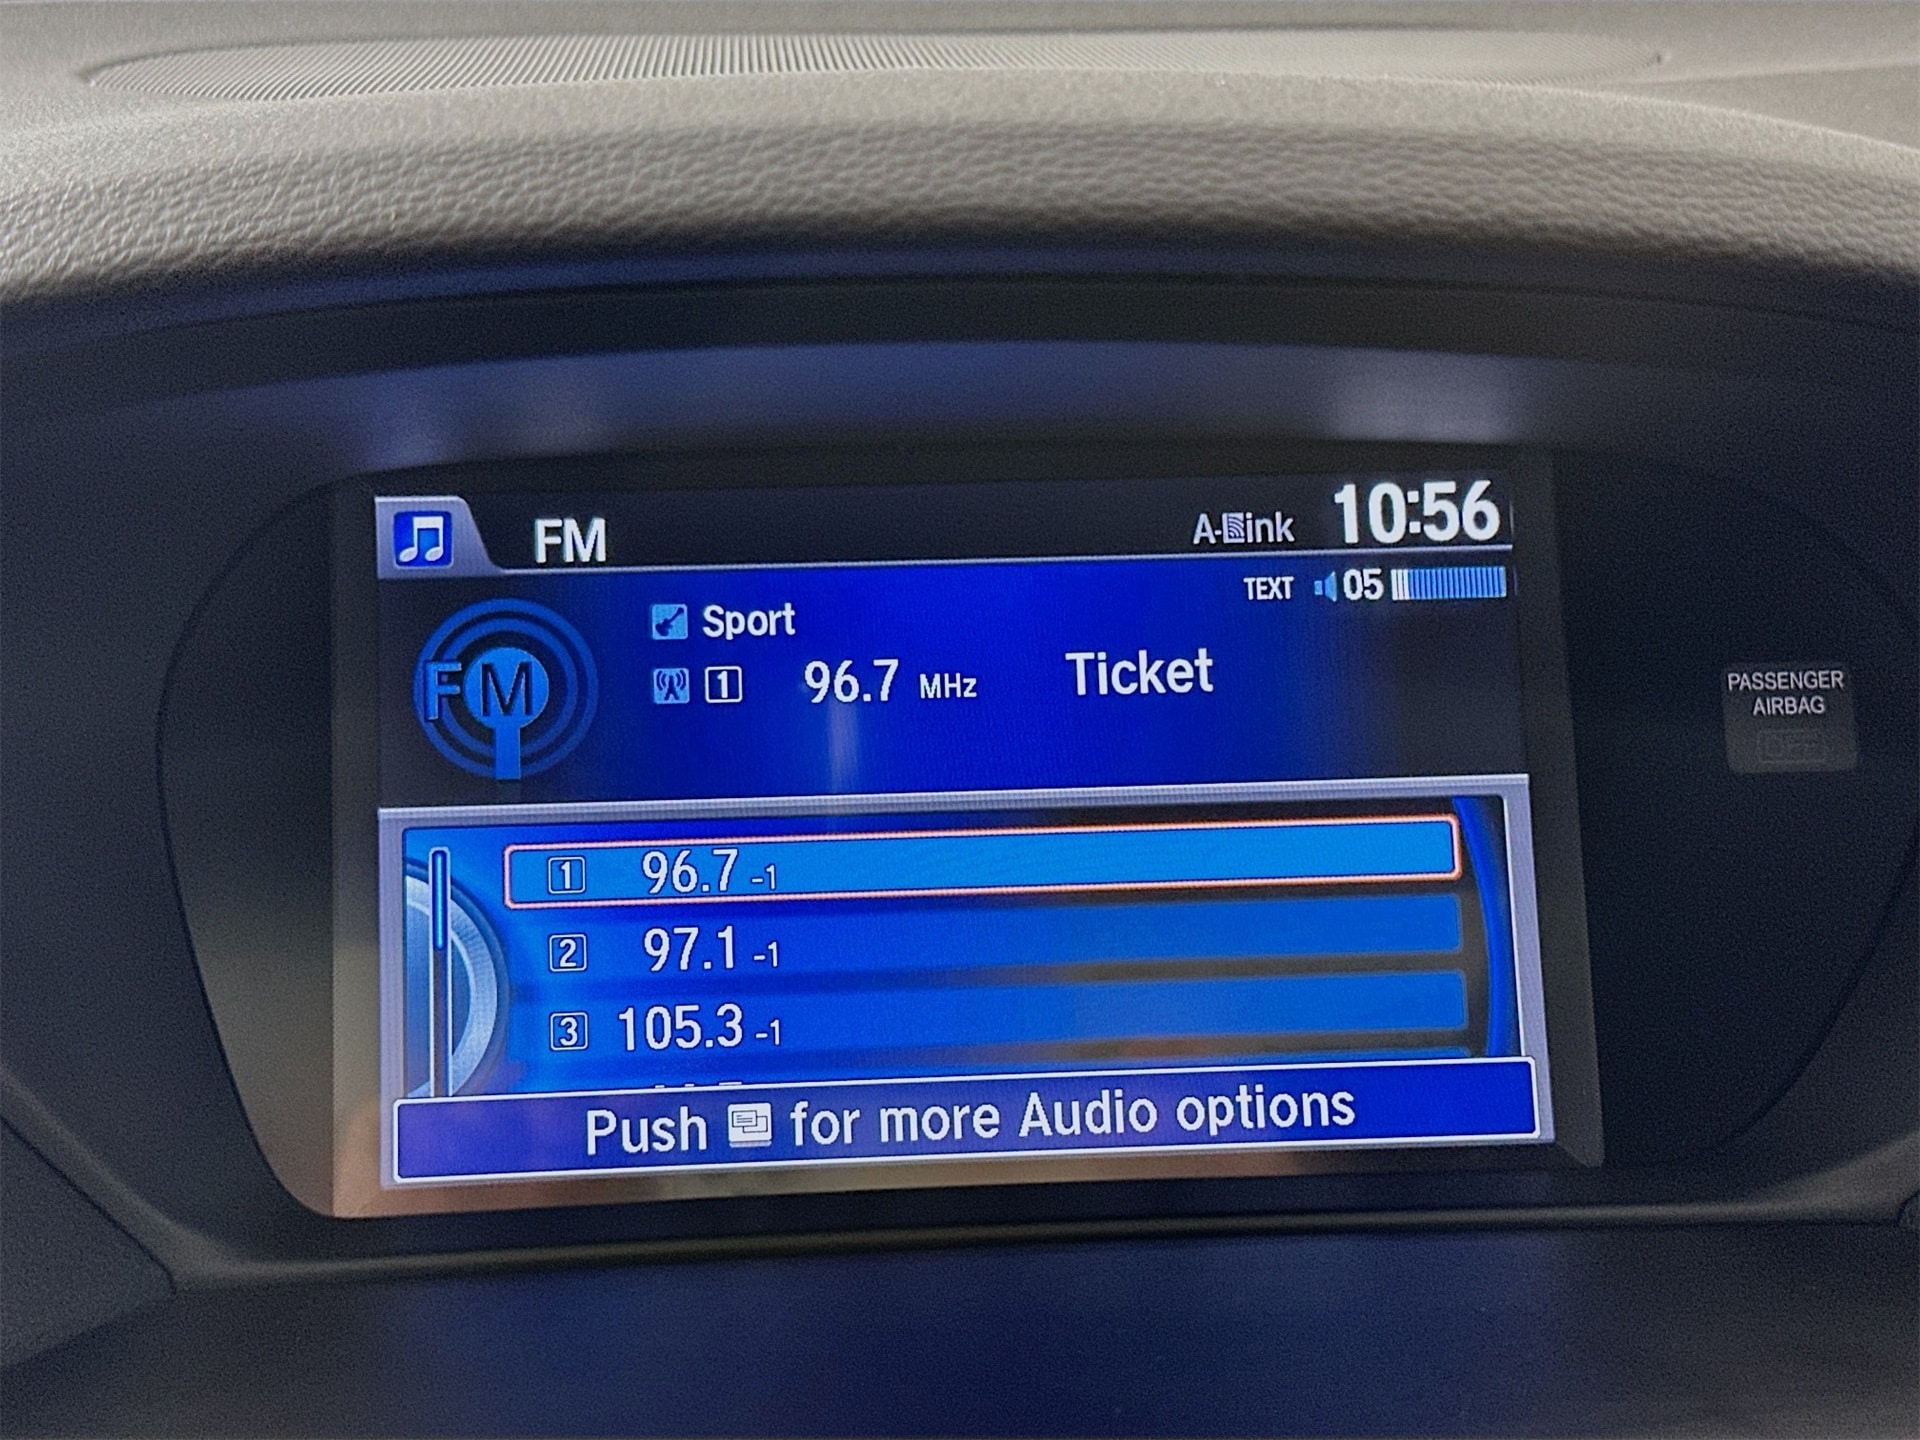 FM
A-Link 10:56
TEXT 05
FM
Sport
1 96.7 MHz Ticket
1 96.7 -1
2 97.1 -1
3 105.3 -1
Push for more Audio options
PASSENGER
AIRBAG
OFF